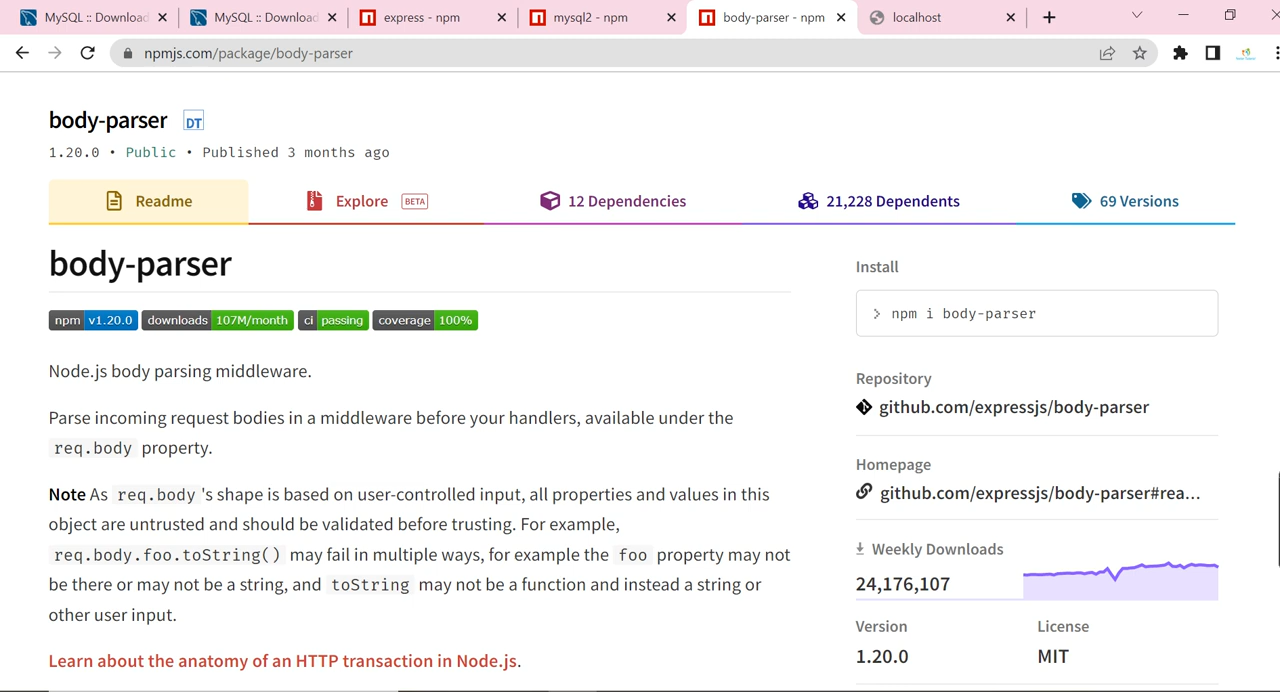 MySQL :: Download
MySQL :: Download
express - npm
mysql2 - npm
body-parser - npm
localhost
npmjs.com/package/body-parser
body-parser DT
1.20.0 • Public • Published 3 months ago
Readme
Explore BETA
12 Dependencies
21,228 Dependents
69 Versions
body-parser
npm v1.20.0 downloads 107M/month ci passing coverage 100%
Node.js body parsing middleware.
Parse incoming request bodies in a middleware before your handlers, available under the
req.body property.
Note As req.body 's shape is based on user-controlled input, all properties and values in this
object are untrusted and should be validated before trusting. For example,
req.body.foo.toString() may fail in multiple ways, for example the foo property may not
be there or may not be a string, and toString may not be a function and instead a string or
other user input.
Learn about the anatomy of an HTTP transaction in Node.js.
Install
> npm i body-parser
Repository
github.com/expressjs/body-parser
Homepage
github.com/expressjs/body-parser#rea...
Weekly Downloads
24,176,107
Version
1.20.0
License
MIT